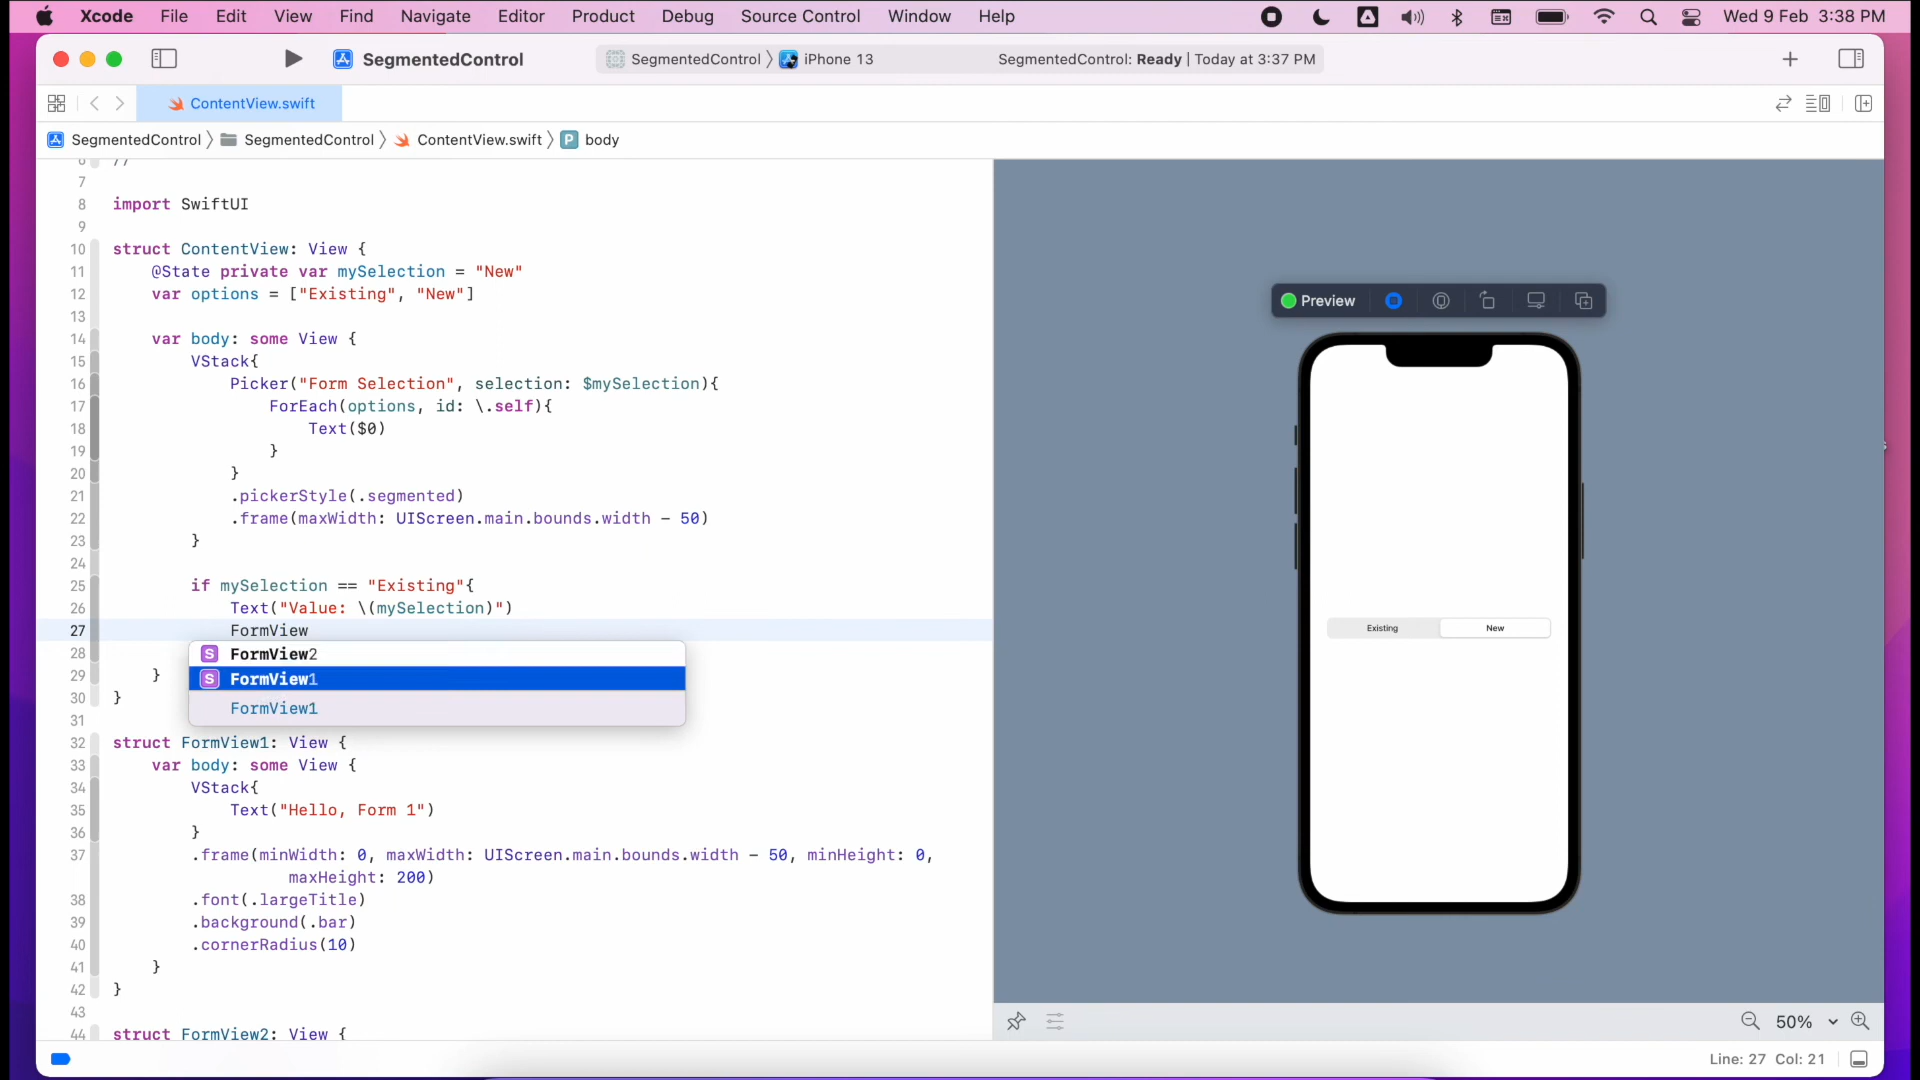 Xcode File Edit View Find Navigate Editor Product Debug Source Control Window Help Wed 9 Feb 3:38 PM
SegmentedControl SegmentedControl iPhone 13 SegmentedControl: Ready | Today at 3:37 PM
ContentView.swift
SegmentedControl SegmentedControl ContentView.swift P body
6 //
7
8 import SwiftUI
9
10 struct ContentView: View {
11 @State private var mySelection = "New"
12 var options = ["Existing", "New"]
13
14 var body: some View {
15 VStack{
16 Picker("Form Selection", selection: $mySelection){
17 ForEach(options, id: \.self){
18 Text($0)
19 }
20 }
21 .pickerStyle(.segmented)
22 .frame(maxWidth: UIScreen.main.bounds.width - 50)
23 }
24
25 if mySelection == "Existing"{
26 Text("Value: \(mySelection)")
27 FormView
28
S FormView2
29 }
S FormView1
30 }
FormView1
31
32 struct FormView1: View {
33 var body: some View {
34 VStack{
35 Text("Hello, Form 1")
36 }
37 .frame(minWidth: 0, maxWidth: UIScreen.main.bounds.width - 50, minHeight: 0,
maxHeight: 200)
38 .font(.largeTitle)
39 .background(.bar)
40 .cornerRadius(10)
41 }
42 }
43
44 struct FormView2: View {
Preview
Existing New
50%
Line: 27 Col: 21